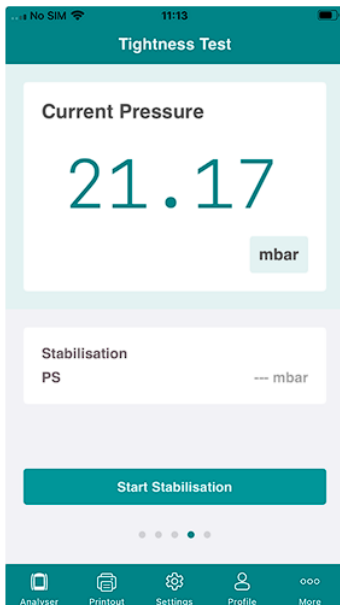 No SIM 11:13
Tightness Test
Current Pressure
21.17
mbar
Stabilisation
PS --- mbar
Start Stabilisation
Analyser Printout Settings Profile More